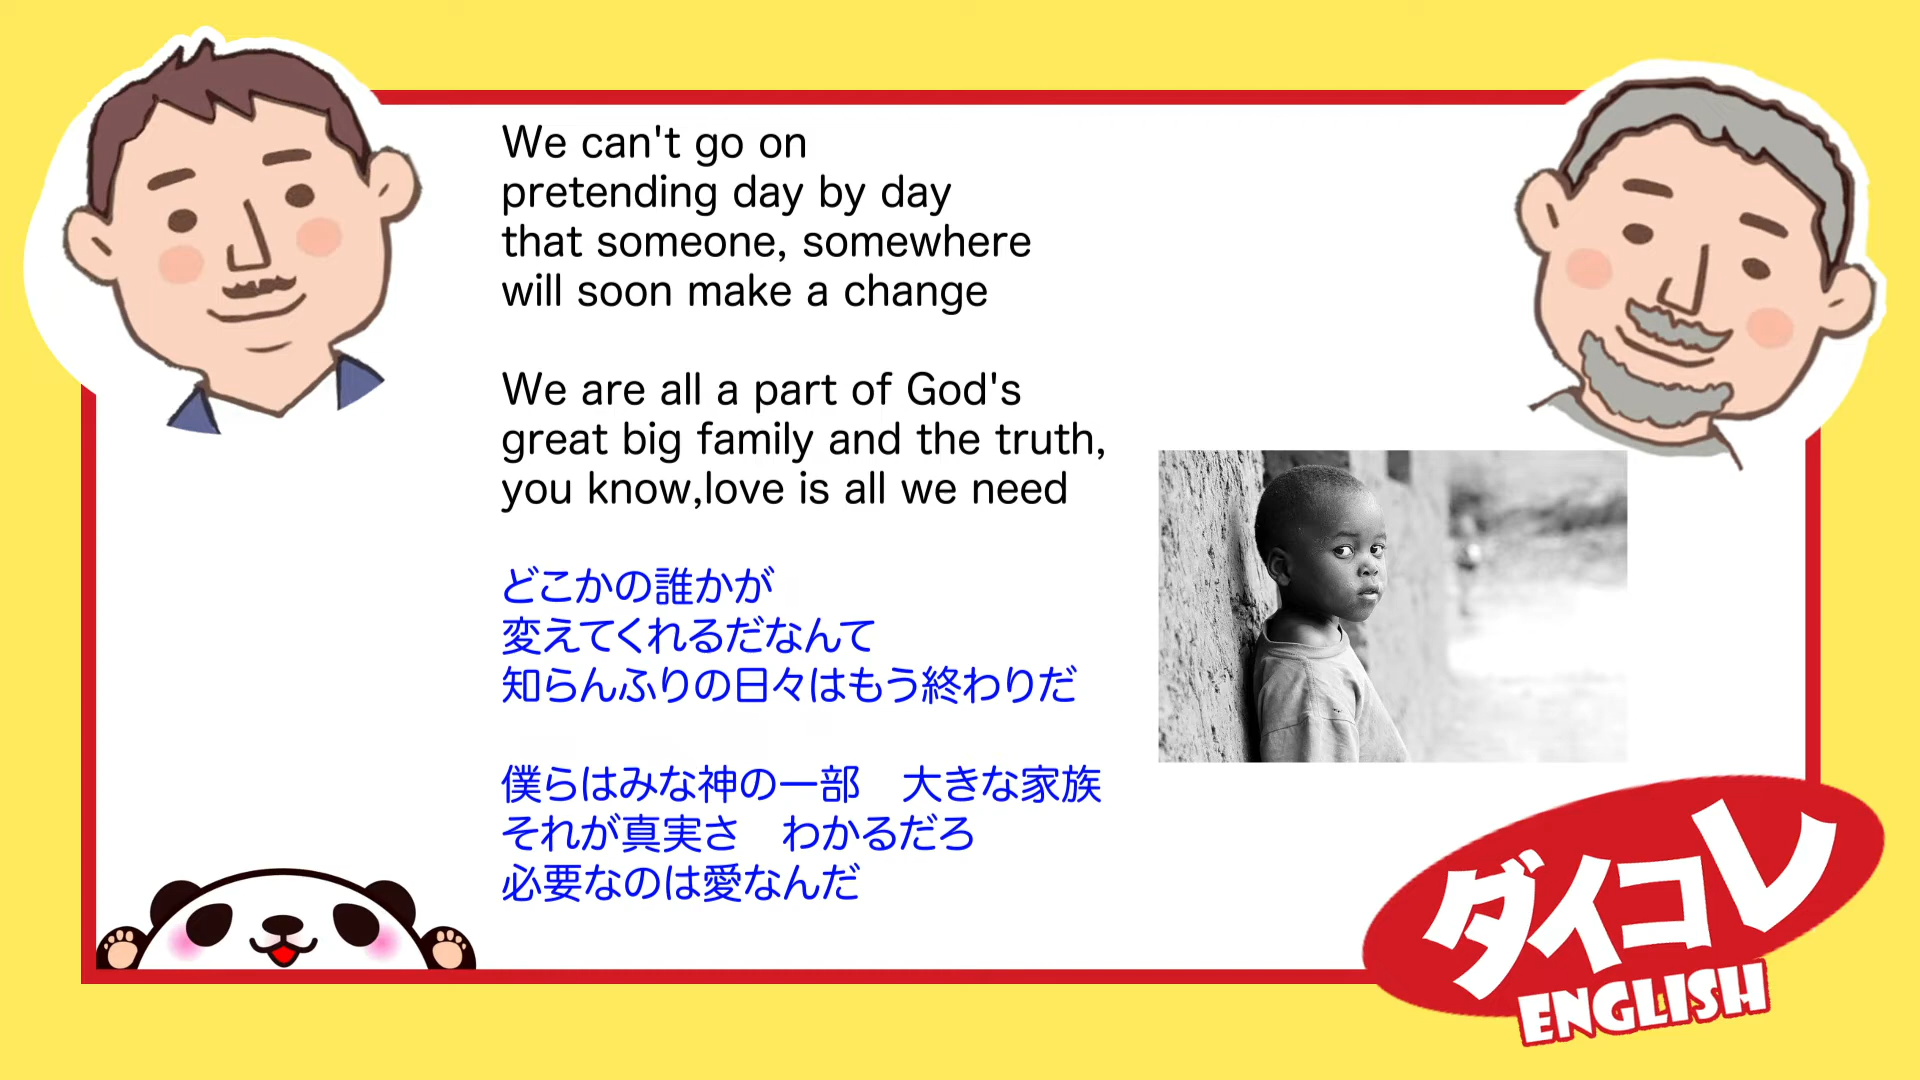 We can't go on
pretending day by day
that someone, somewhere
will soon make a change
We are all a part of God's
great big family and the truth,
you know,love is all we need
どこかの誰かが
変えてくれるだなんて
知らんふりの日々はもう終わりだ
僕らはみな神の一部　大きな家族
それが真実さ　わかるだろ
必要なのは愛なんだ
ダイコレ
ENGLISH